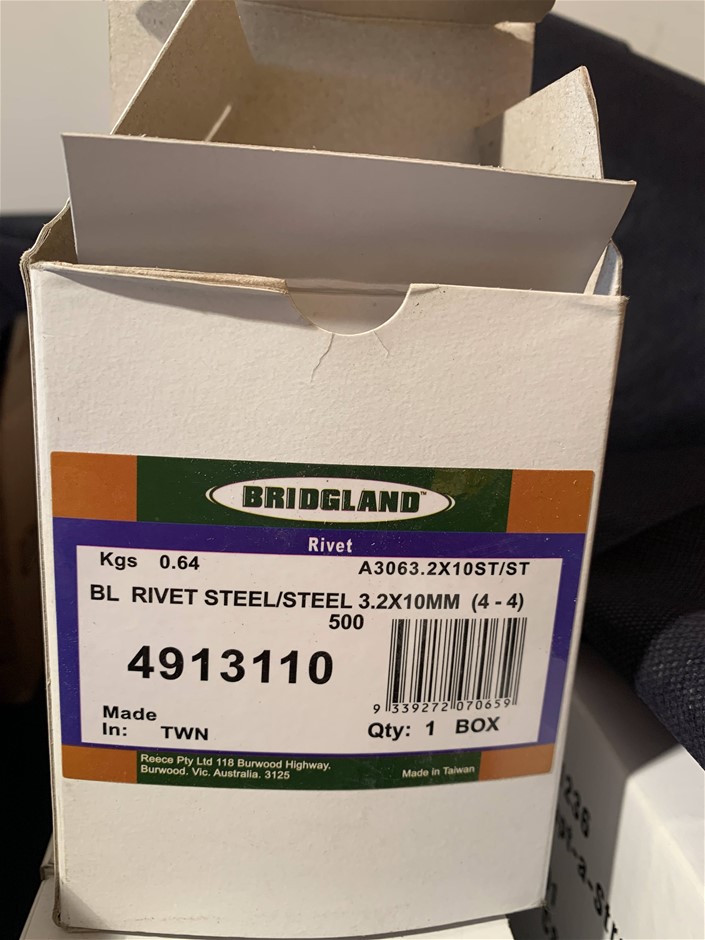 BRIDGLAND™
Rivet
Kgs 0.64
A3063.2X10ST/ST
BL RIVET STEEL/STEEL 3.2X10MM (4 - 4)
500
4913110
9 339272 070659
Made
In: TWN
Qty: 1 BOX
Reece Pty Ltd 118 Burwood Highway,
Burwood. Vic. Australia. 3125
Made in Taiwan